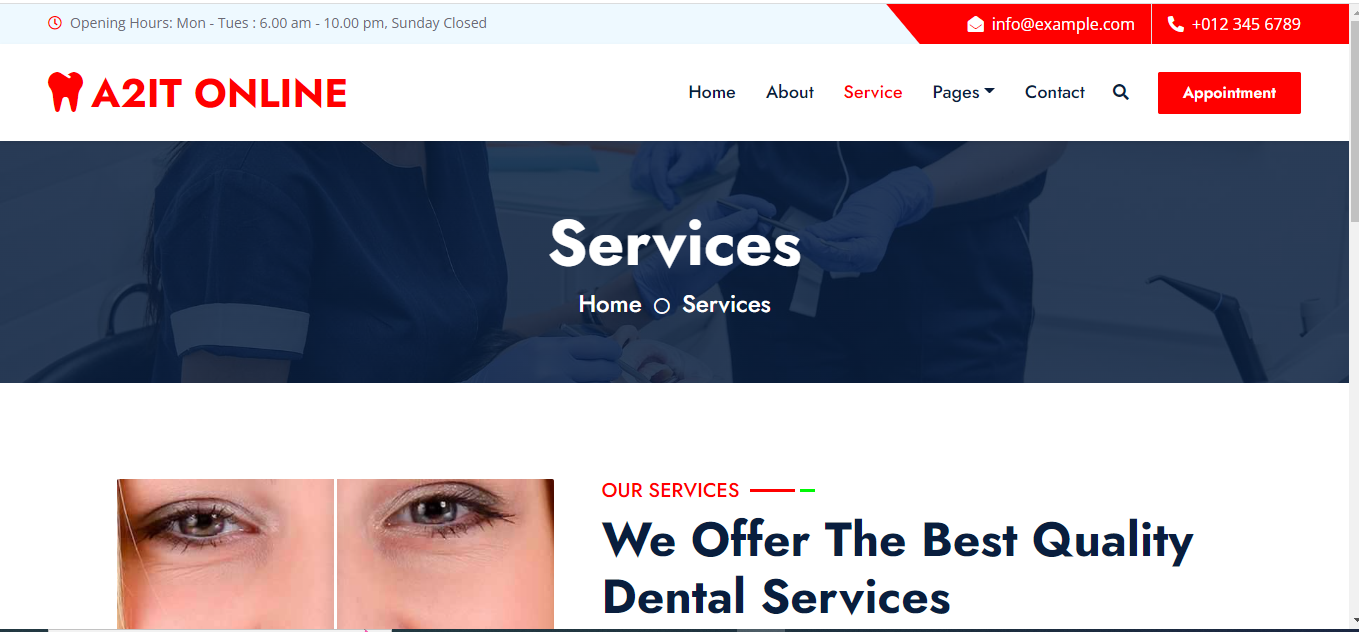 Opening Hours: Mon - Tues : 6.00 am - 10.00 pm, Sunday Closed
info@example.com
+012 345 6789
A2IT ONLINE
Home About Service Pages Contact Appointment
Services
Home Services
OUR SERVICES
We Offer The Best Quality
Dental Services